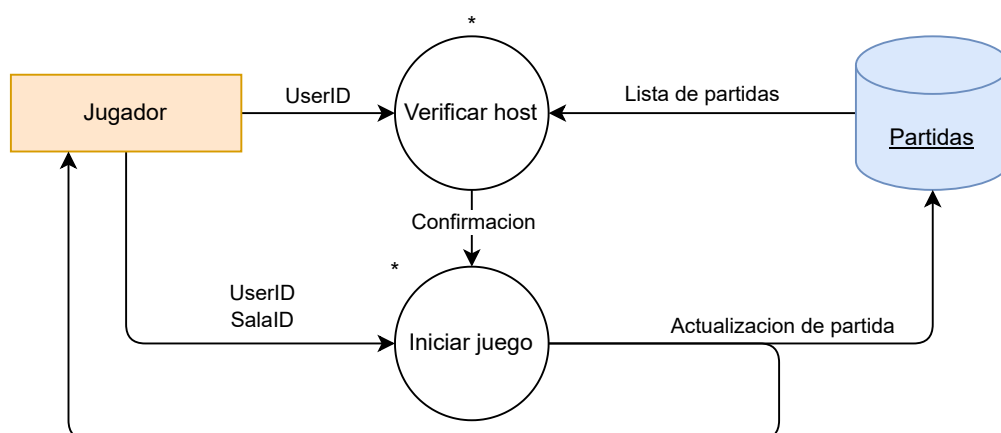 *
Jugador
UserID
Verificar host
Lista de partidas
Partidas
Confirmacion
*
UserID
SalaID
Iniciar juego
Actualizacion de partida